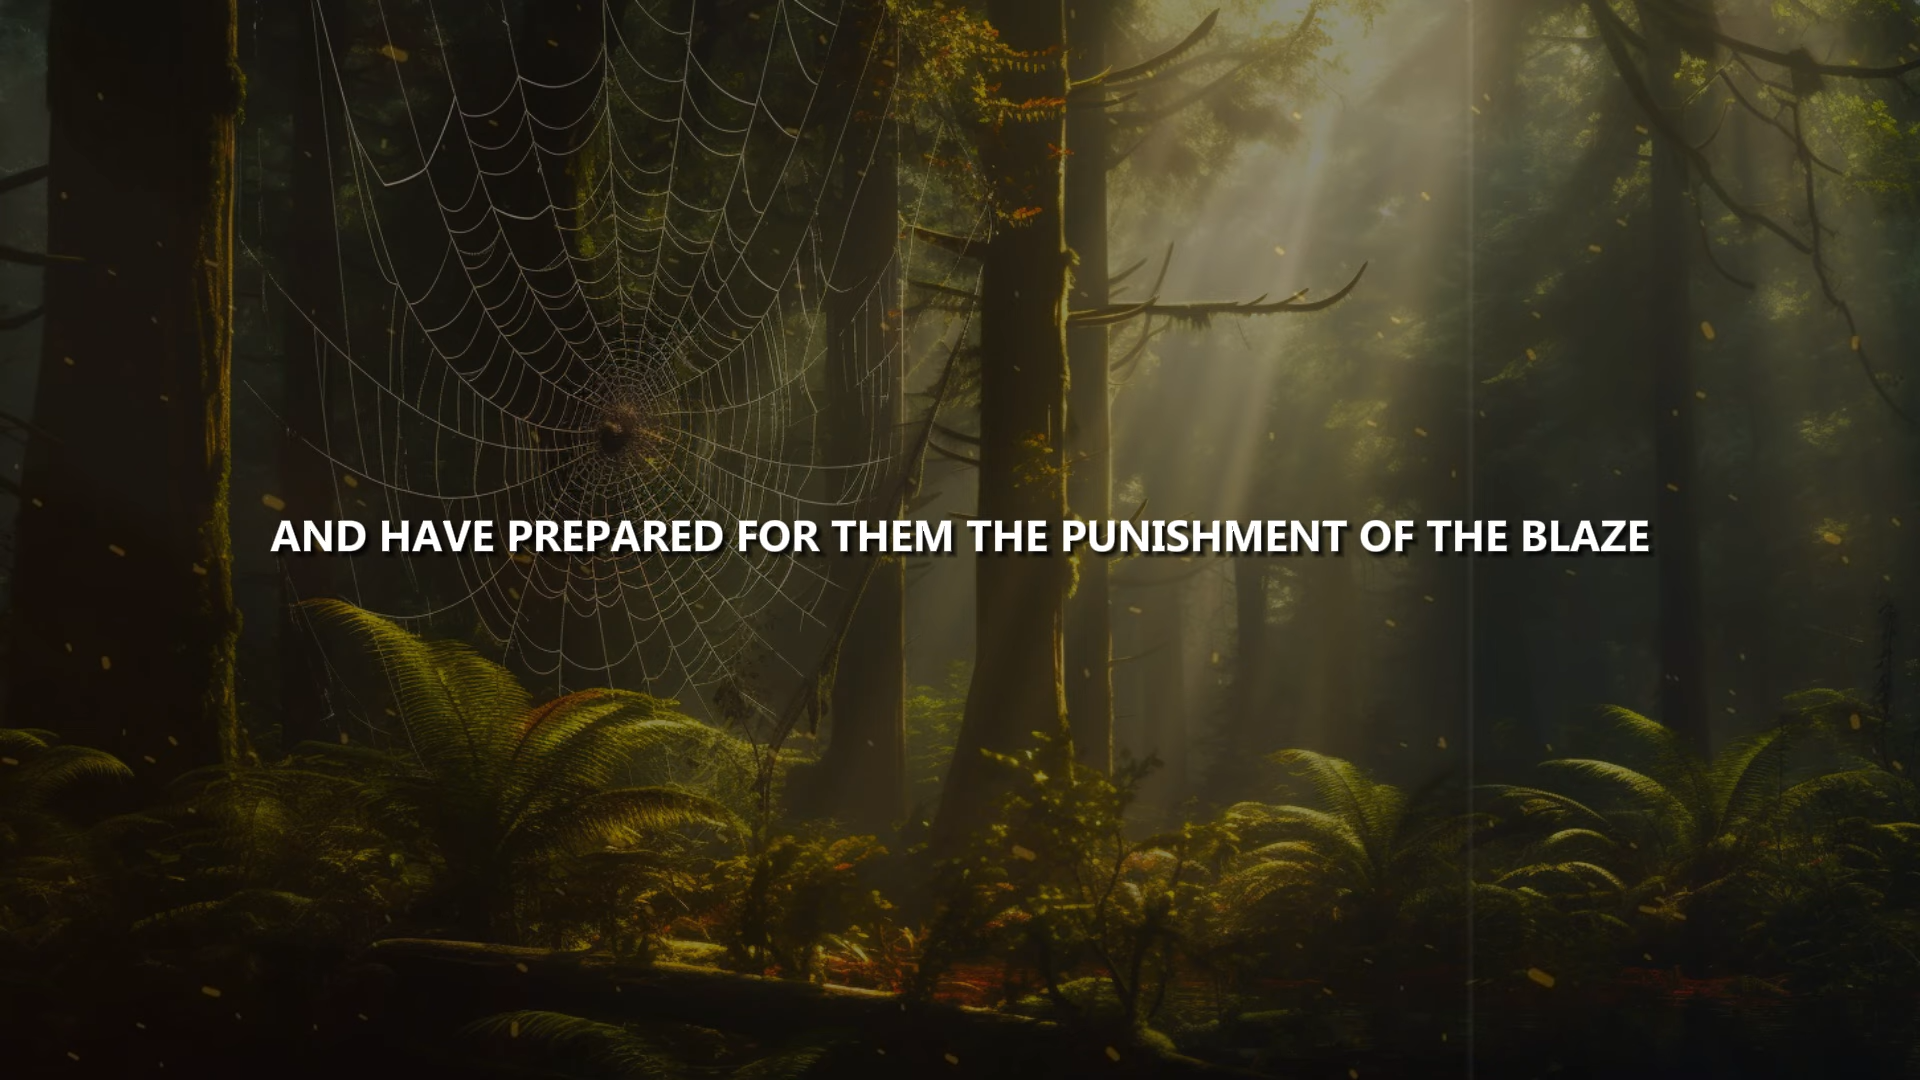 AND HAVE PREPARED FOR THEM THE PUNISHMENT OF THE BLAZE